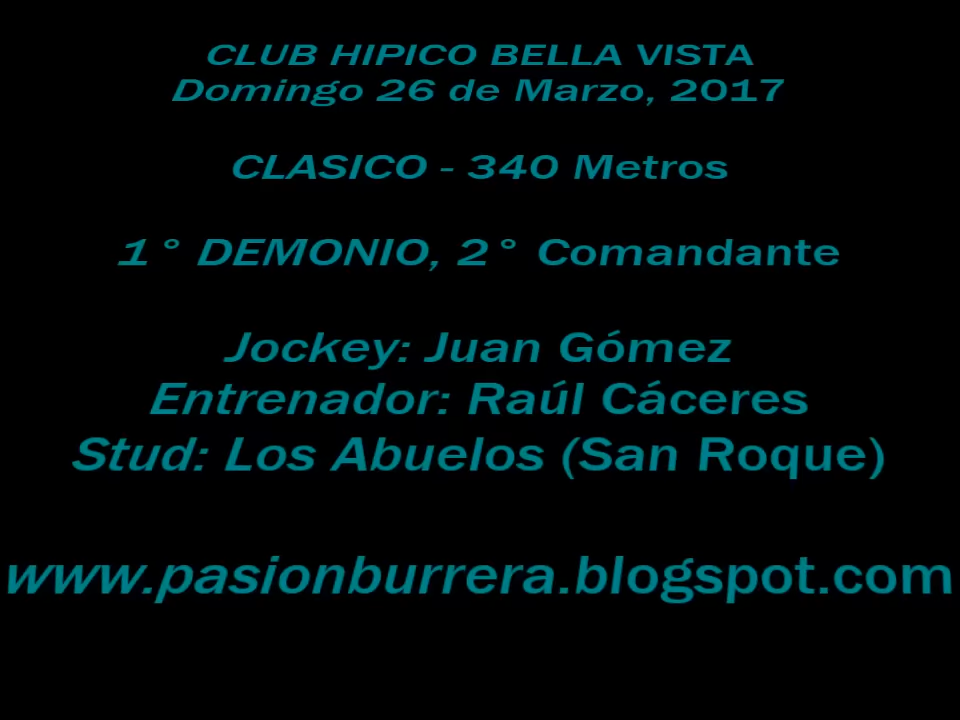 CLUB HIPICO BELLA VISTA
Domingo 26 de Marzo, 2017
CLASICO - 340 Metros
1° DEMONIO, 2° Comandante
Jockey: Juan Gómez
Entrenador: Raúl Cáceres
Stud: Los Abuelos (San Roque)
www.pasionburrera.blogspot.com